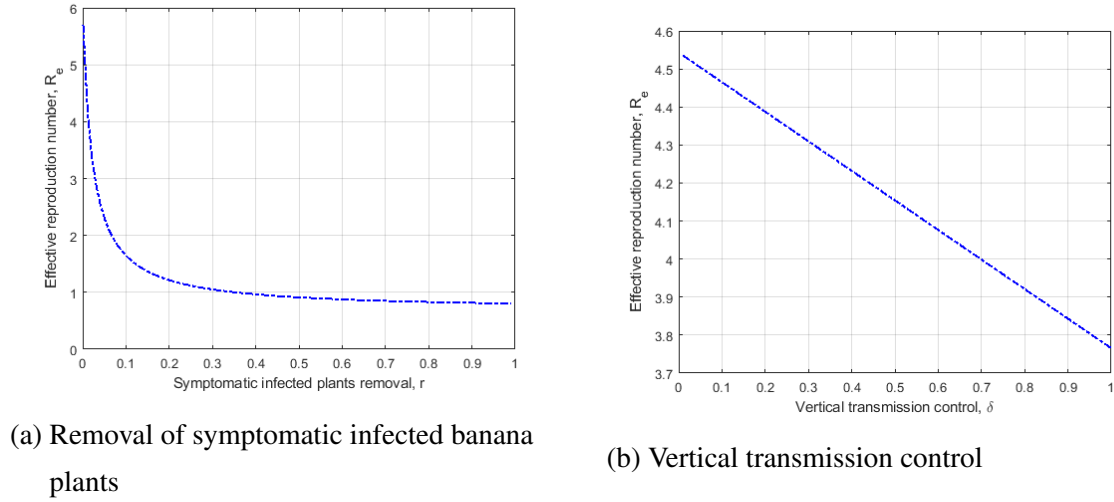 6
5
4
3
2
1
0
Effective reproduction number, R_e
0 0.1 0.2 0.3 0.4 0.5 0.6 0.7 0.8 0.9 1
Symptomatic infected plants removal, r
(a) Removal of symptomatic infected banana
plants
4.6
4.5
4.4
4.3
4.2
4.1
4
3.9
3.8
3.7
Effective reproduction number, R_e
0 0.1 0.2 0.3 0.4 0.5 0.6 0.7 0.8 0.9 1
Vertical transmission control, δ
(b) Vertical transmission control